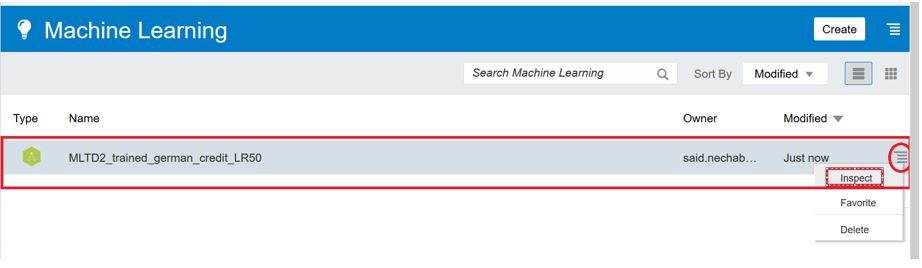 Machine Learning
Create
Search Machine Learning
Sort By
Modified
Type
Name
Owner
Modified
MLTD2_trained_german_credit_LR50
said.nechab...
Just now
Inspect
Favorite
Delete